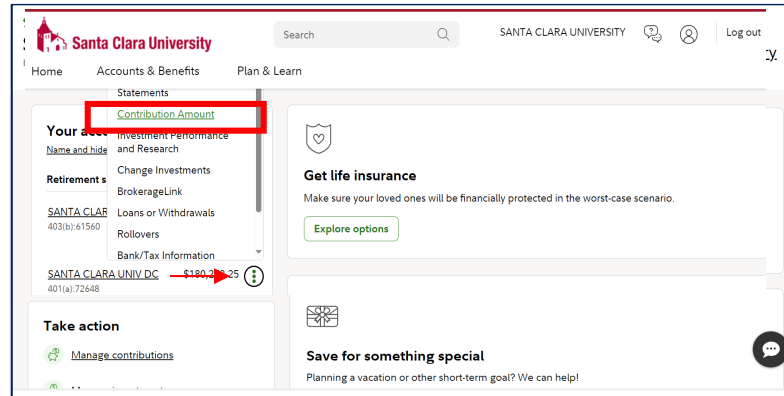 Santa Clara University
Search
SANTA CLARA UNIVERSITY
Log out
Home
Accounts & Benefits
Plan & Learn
Statements
Contribution Amount
Your
Investment Performance
and Research
Name and hide
Change Investments
Retirement
BrokerageLink
SANTA CLAR
Loans or Withdrawals
403(b):61560
Rollovers
Bank/Tax Information
SANTA CLARA UNIV DC
401(a):72648
Take action
Manage contributions
Get life insurance
Make sure your loved ones will be financially protected in the worst-case scenario.
Explore options
Save for something special
Planning a vacation or other short-term goal? We can help!